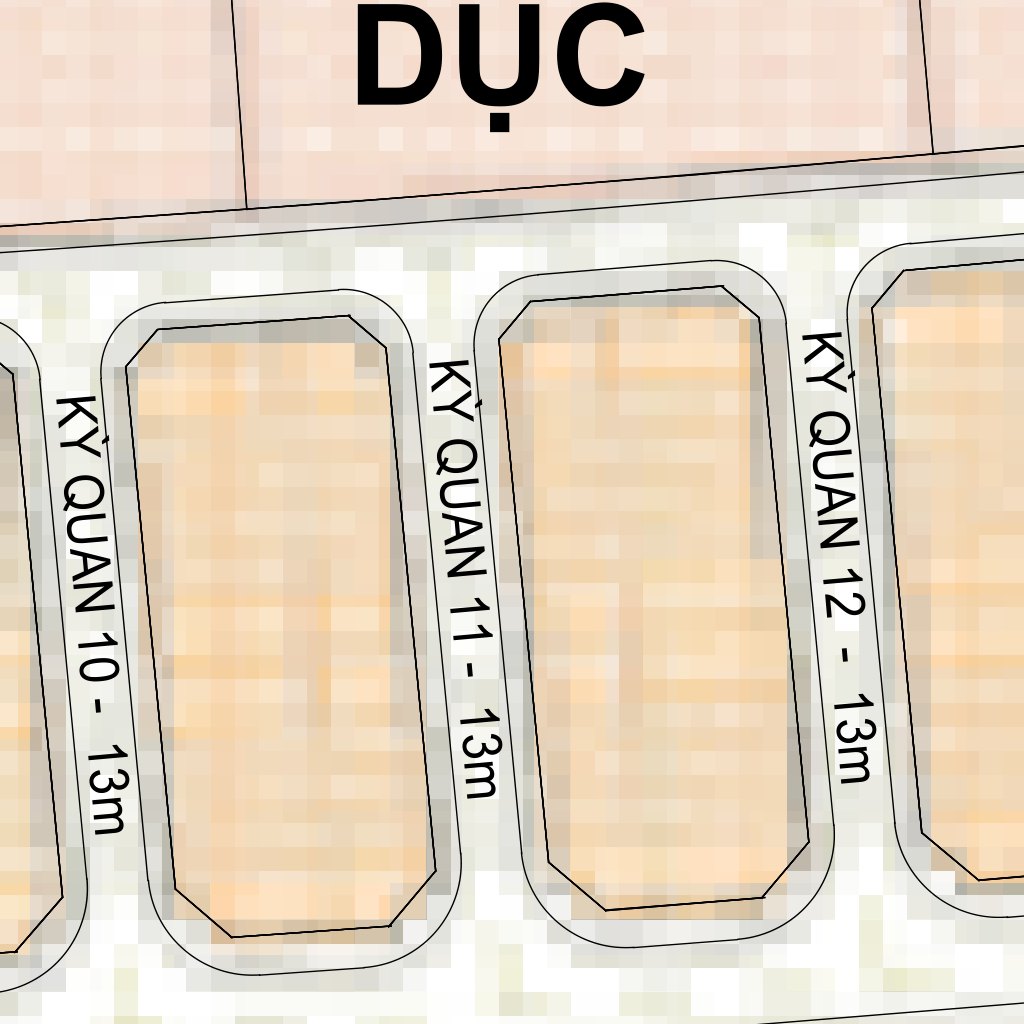 DỤC
KỲ QUAN 10 - 13m
KỲ QUAN 11 - 13m
KỲ QUAN 12 - 13m